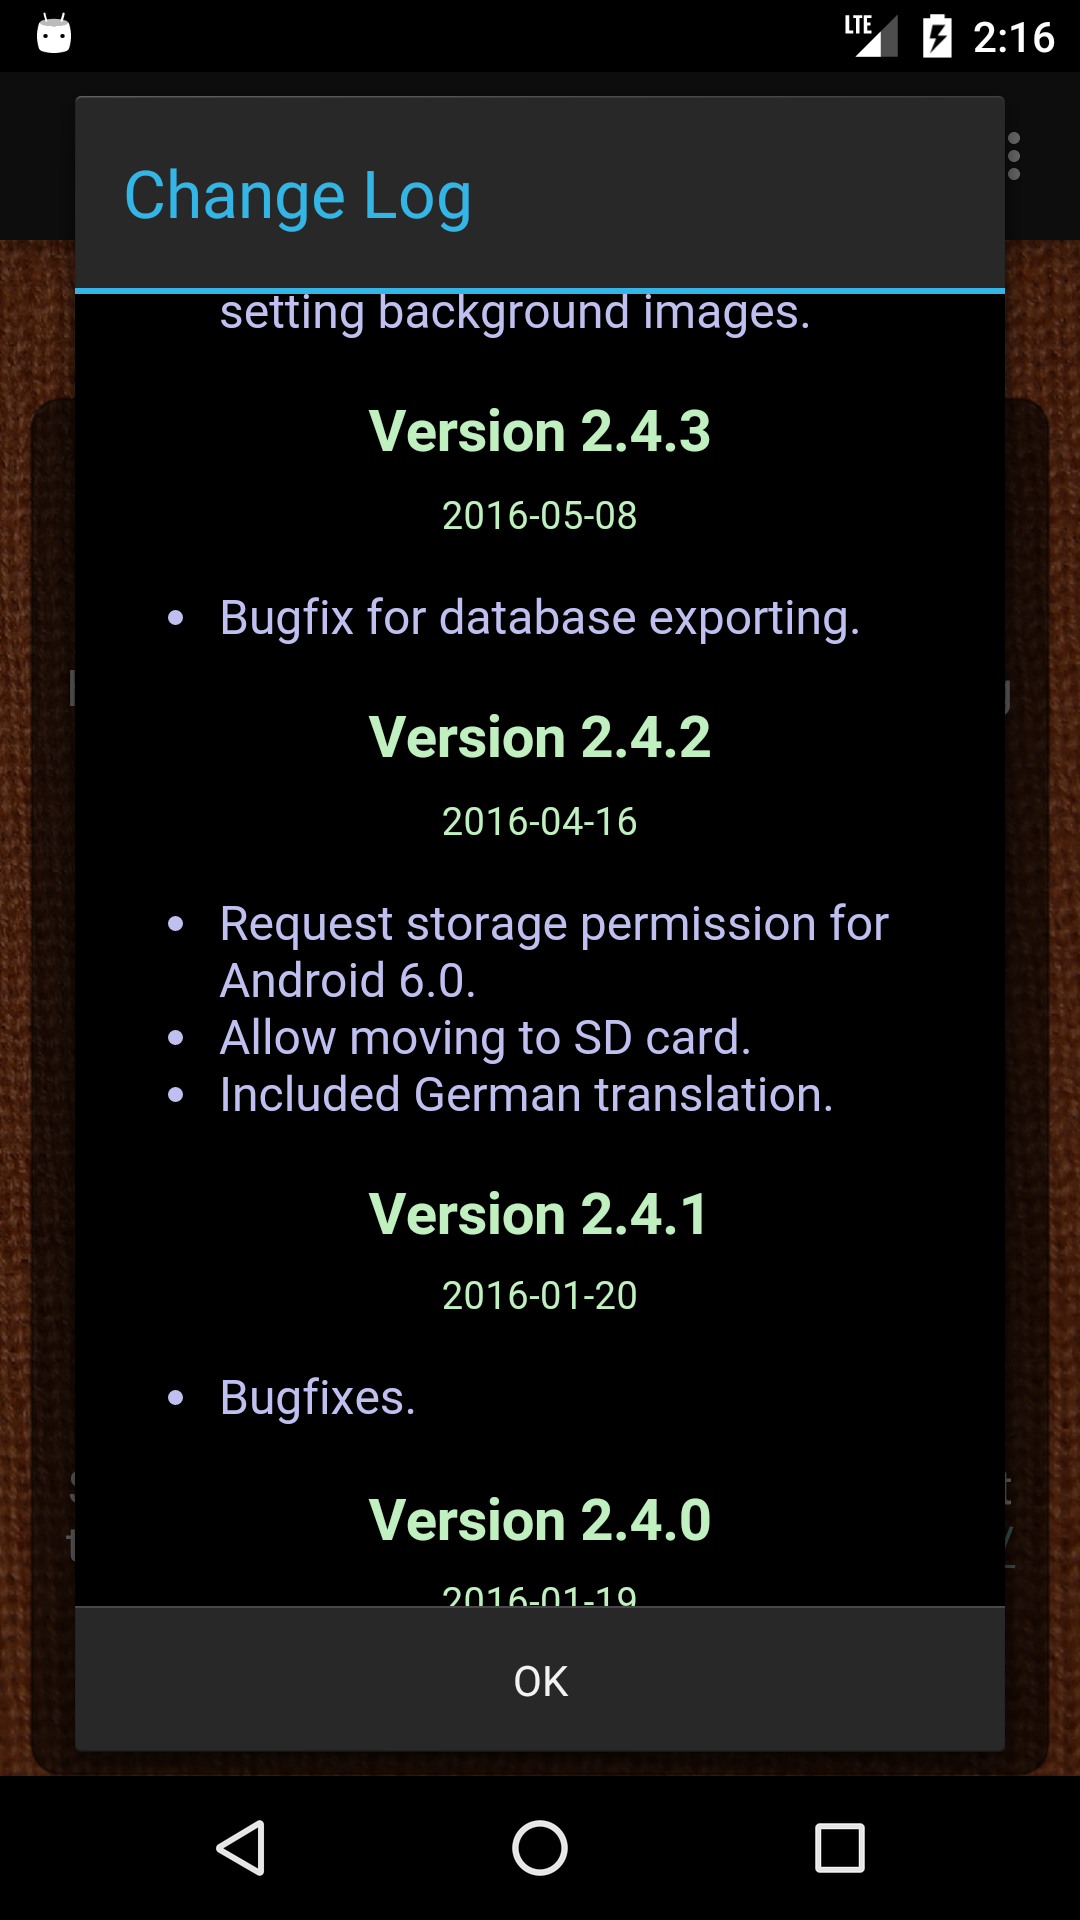 LTE 2:16
Change Log
setting background images.
Version 2.4.3
2016-05-08
• Bugfix for database exporting.
Version 2.4.2
2016-04-16
• Request storage permission for
Android 6.0.
• Allow moving to SD card.
• Included German translation.
Version 2.4.1
2016-01-20
• Bugfixes.
Version 2.4.0
2016-01-19
OK